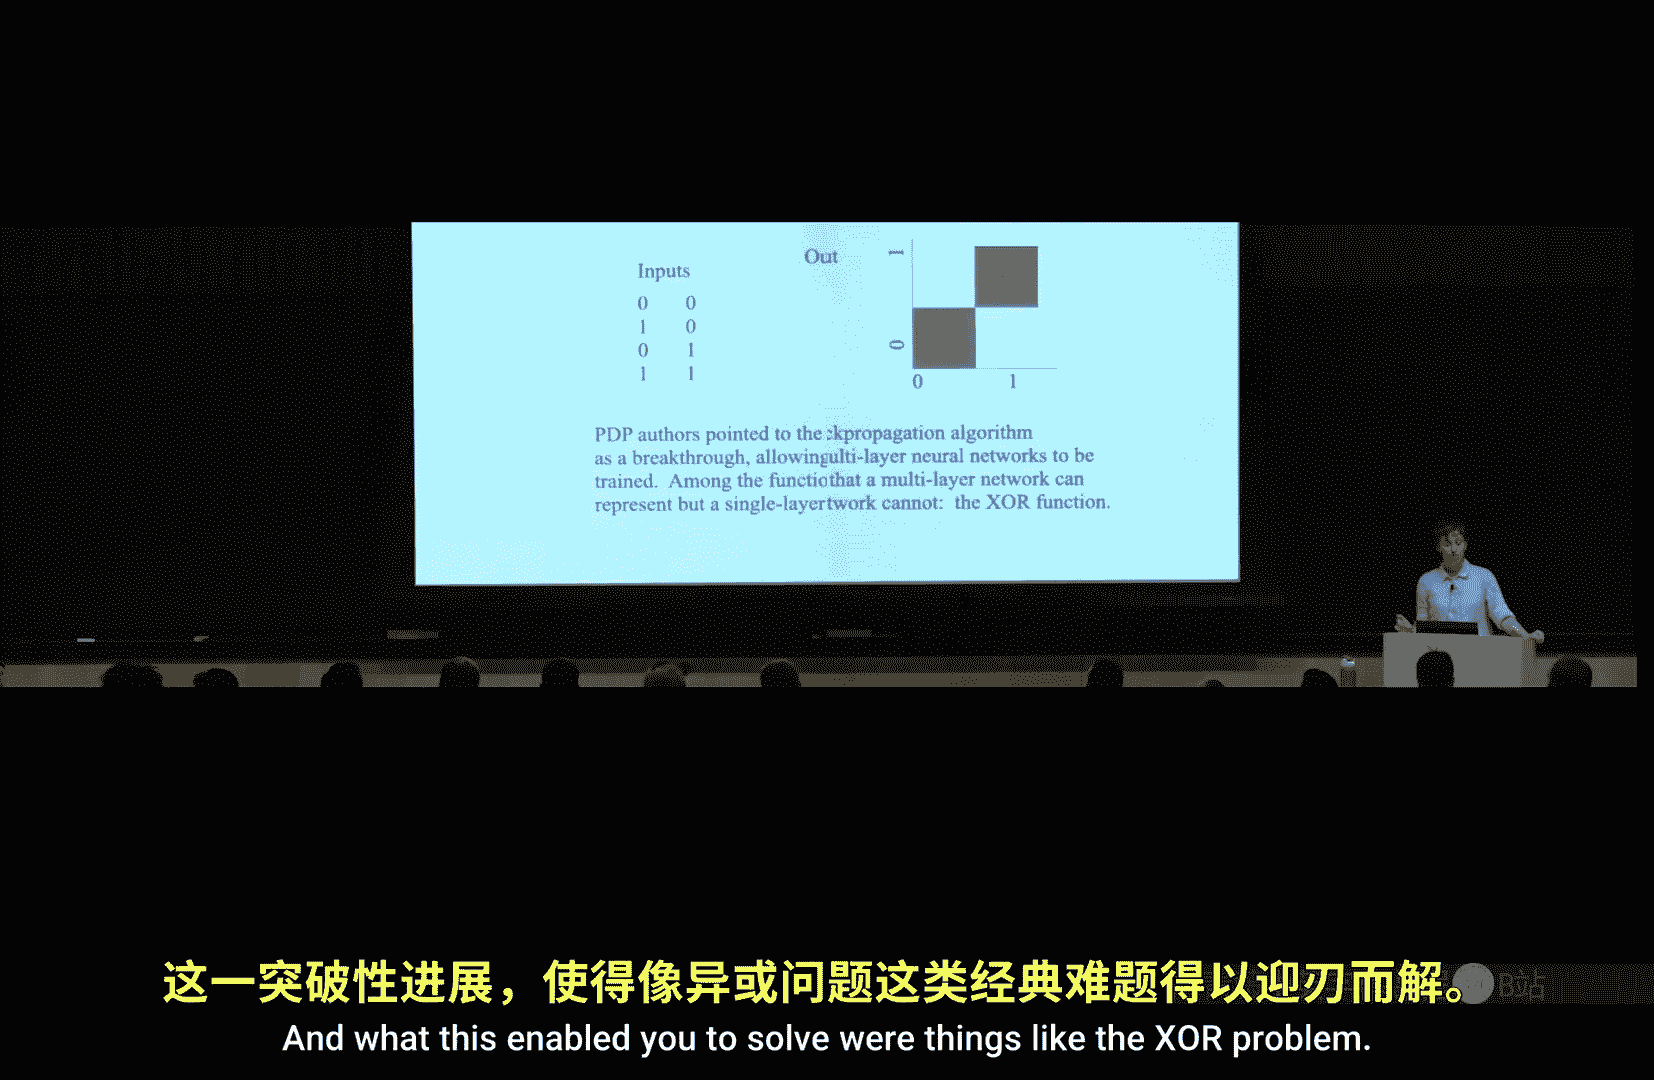 Inputs
Out
0 0
1 0
0 1
1 1
1
0
0 1
PDP authors pointed to the :kpropagation algorithm
as a breakthrough, allowingulti-layer neural networks to be
trained. Among the functiothat a multi-layer network can
represent but a single-layertwork cannot: the XOR function.
这一突破性进展，使得像异或问题这类经典难题得以迎刃而解。
B站
And what this enabled you to solve were things like the XOR problem.